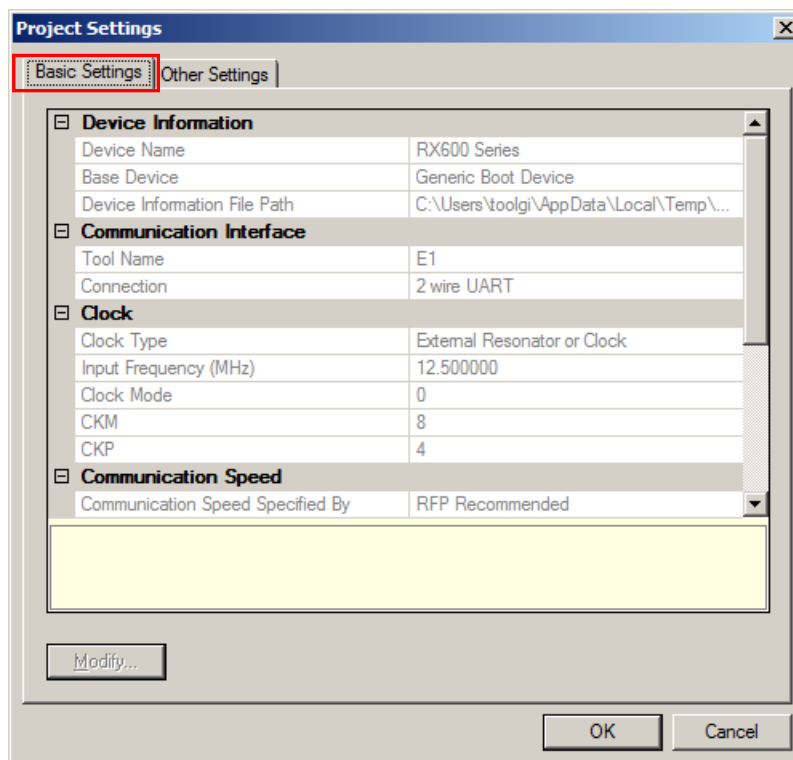 Project Settings
Basic Settings Other Settings
Device Information
Device Name RX600 Series
Base Device Generic Boot Device
Device Information File Path C:\Users\toolgi\AppData\Local\Temp\...
Communication Interface
Tool Name E1
Connection 2 wire UART
Clock
Clock Type External Resonator or Clock
Input Frequency (MHz) 12.500000
Clock Mode 0
CKM 8
CKP 4
Communication Speed
Communication Speed Specified By RFP Recommended
Modify...
OK Cancel